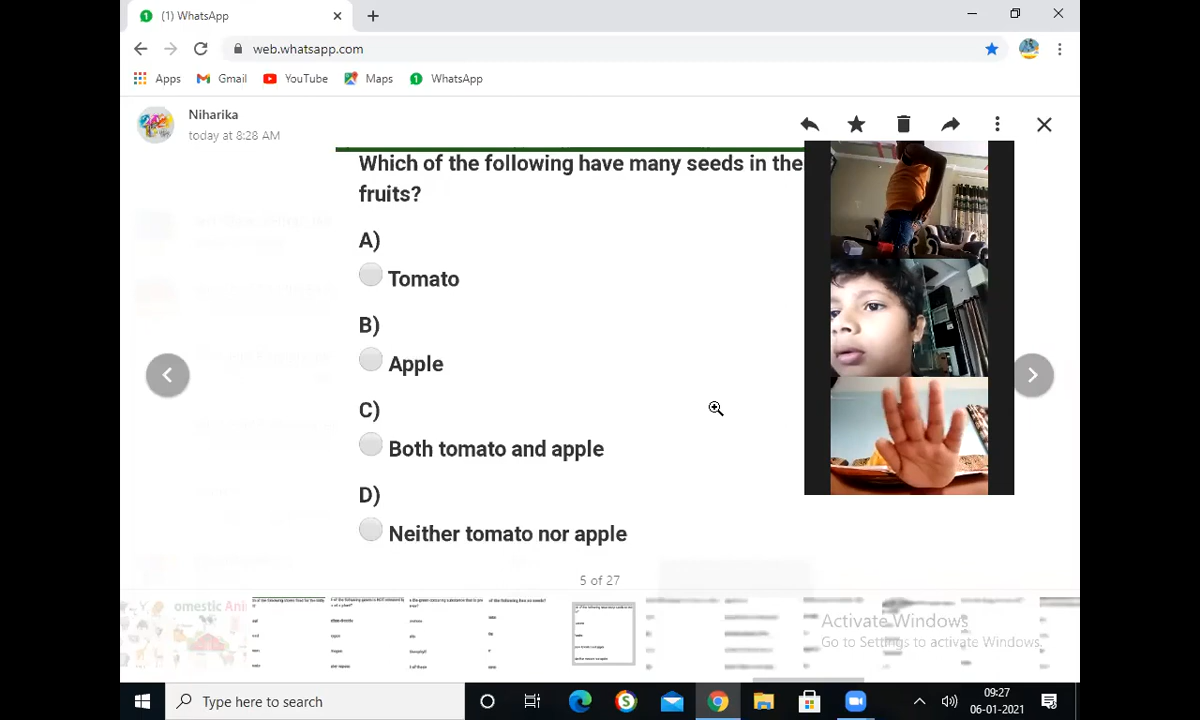 (1) WhatsApp
web.whatsapp.com
Apps Gmail YouTube Maps WhatsApp
Niharika
today at 8:28 AM
Which of the following have many seeds in the
fruits?
A)
Tomato
B)
Apple
C)
Both tomato and apple
D)
Neither tomato nor apple
5 of 27
omestic Ani
Activate Windows
Go to Settings to activate Windows.
Type here to search
09:27
06-01-2021